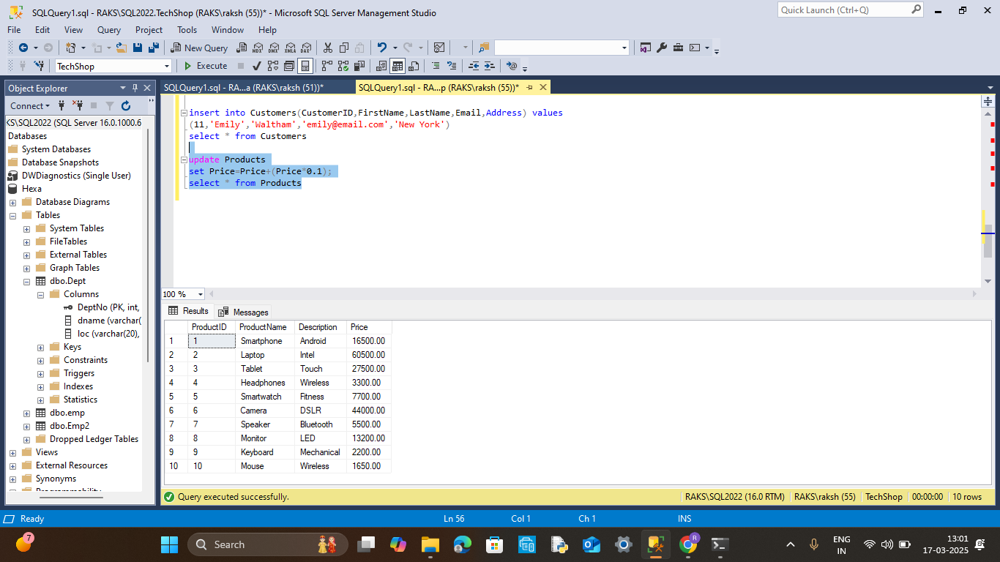 SQLQuery1.sql - RAKS\SQL2022.TechShop (RAKS\raksh (55))* - Microsoft SQL Server Management Studio
Quick Launch (Ctrl+Q)
File Edit View Query Project Tools Window Help
New Query MDX DMX XMLA DAX
TechShop Execute
Object Explorer
Connect
KS\SQL2022 (SQL Server 16.0.1000.6
Databases
System Databases
Database Snapshots
DWDiagnostics (Single User)
Hexa
Database Diagrams
Tables
System Tables
FileTables
External Tables
Graph Tables
dbo.Dept
Columns
DeptNo (PK, int,
dname (varchar(
loc (varchar(20),
Keys
Constraints
Triggers
Indexes
Statistics
dbo.emp
dbo.Emp2
Dropped Ledger Tables
Views
External Resources
Synonyms
Programmability
SQLQuery1.sql - RA...a (RAKS\raksh (51))*
SQLQuery1.sql - RA...p (RAKS\raksh (55))*
insert into Customers(CustomerID,FirstName,LastName,Email,Address) values
(11,'Emily','Waltham','emily@email.com','New York')
select * from Customers
update Products
set Price=Price+(Price*0.1);
select * from Products
100 %
Results Messages
ProductID ProductName Description Price
1 1 Smartphone Android 16500.00
2 2 Laptop Intel 60500.00
3 3 Tablet Touch 27500.00
4 4 Headphones Wireless 3300.00
5 5 Smartwatch Fitness 7700.00
6 6 Camera DSLR 44000.00
7 7 Speaker Bluetooth 5500.00
8 8 Monitor LED 13200.00
9 9 Keyboard Mechanical 2200.00
10 10 Mouse Wireless 1650.00
Query executed successfully. RAKS\SQL2022 (16.0 RTM) RAKS\raksh (55) TechShop 00:00:00 10 rows
Ready Ln 56 Col 1 Ch 1 INS
7 Search R ENG IN 13:01 17-03-2025